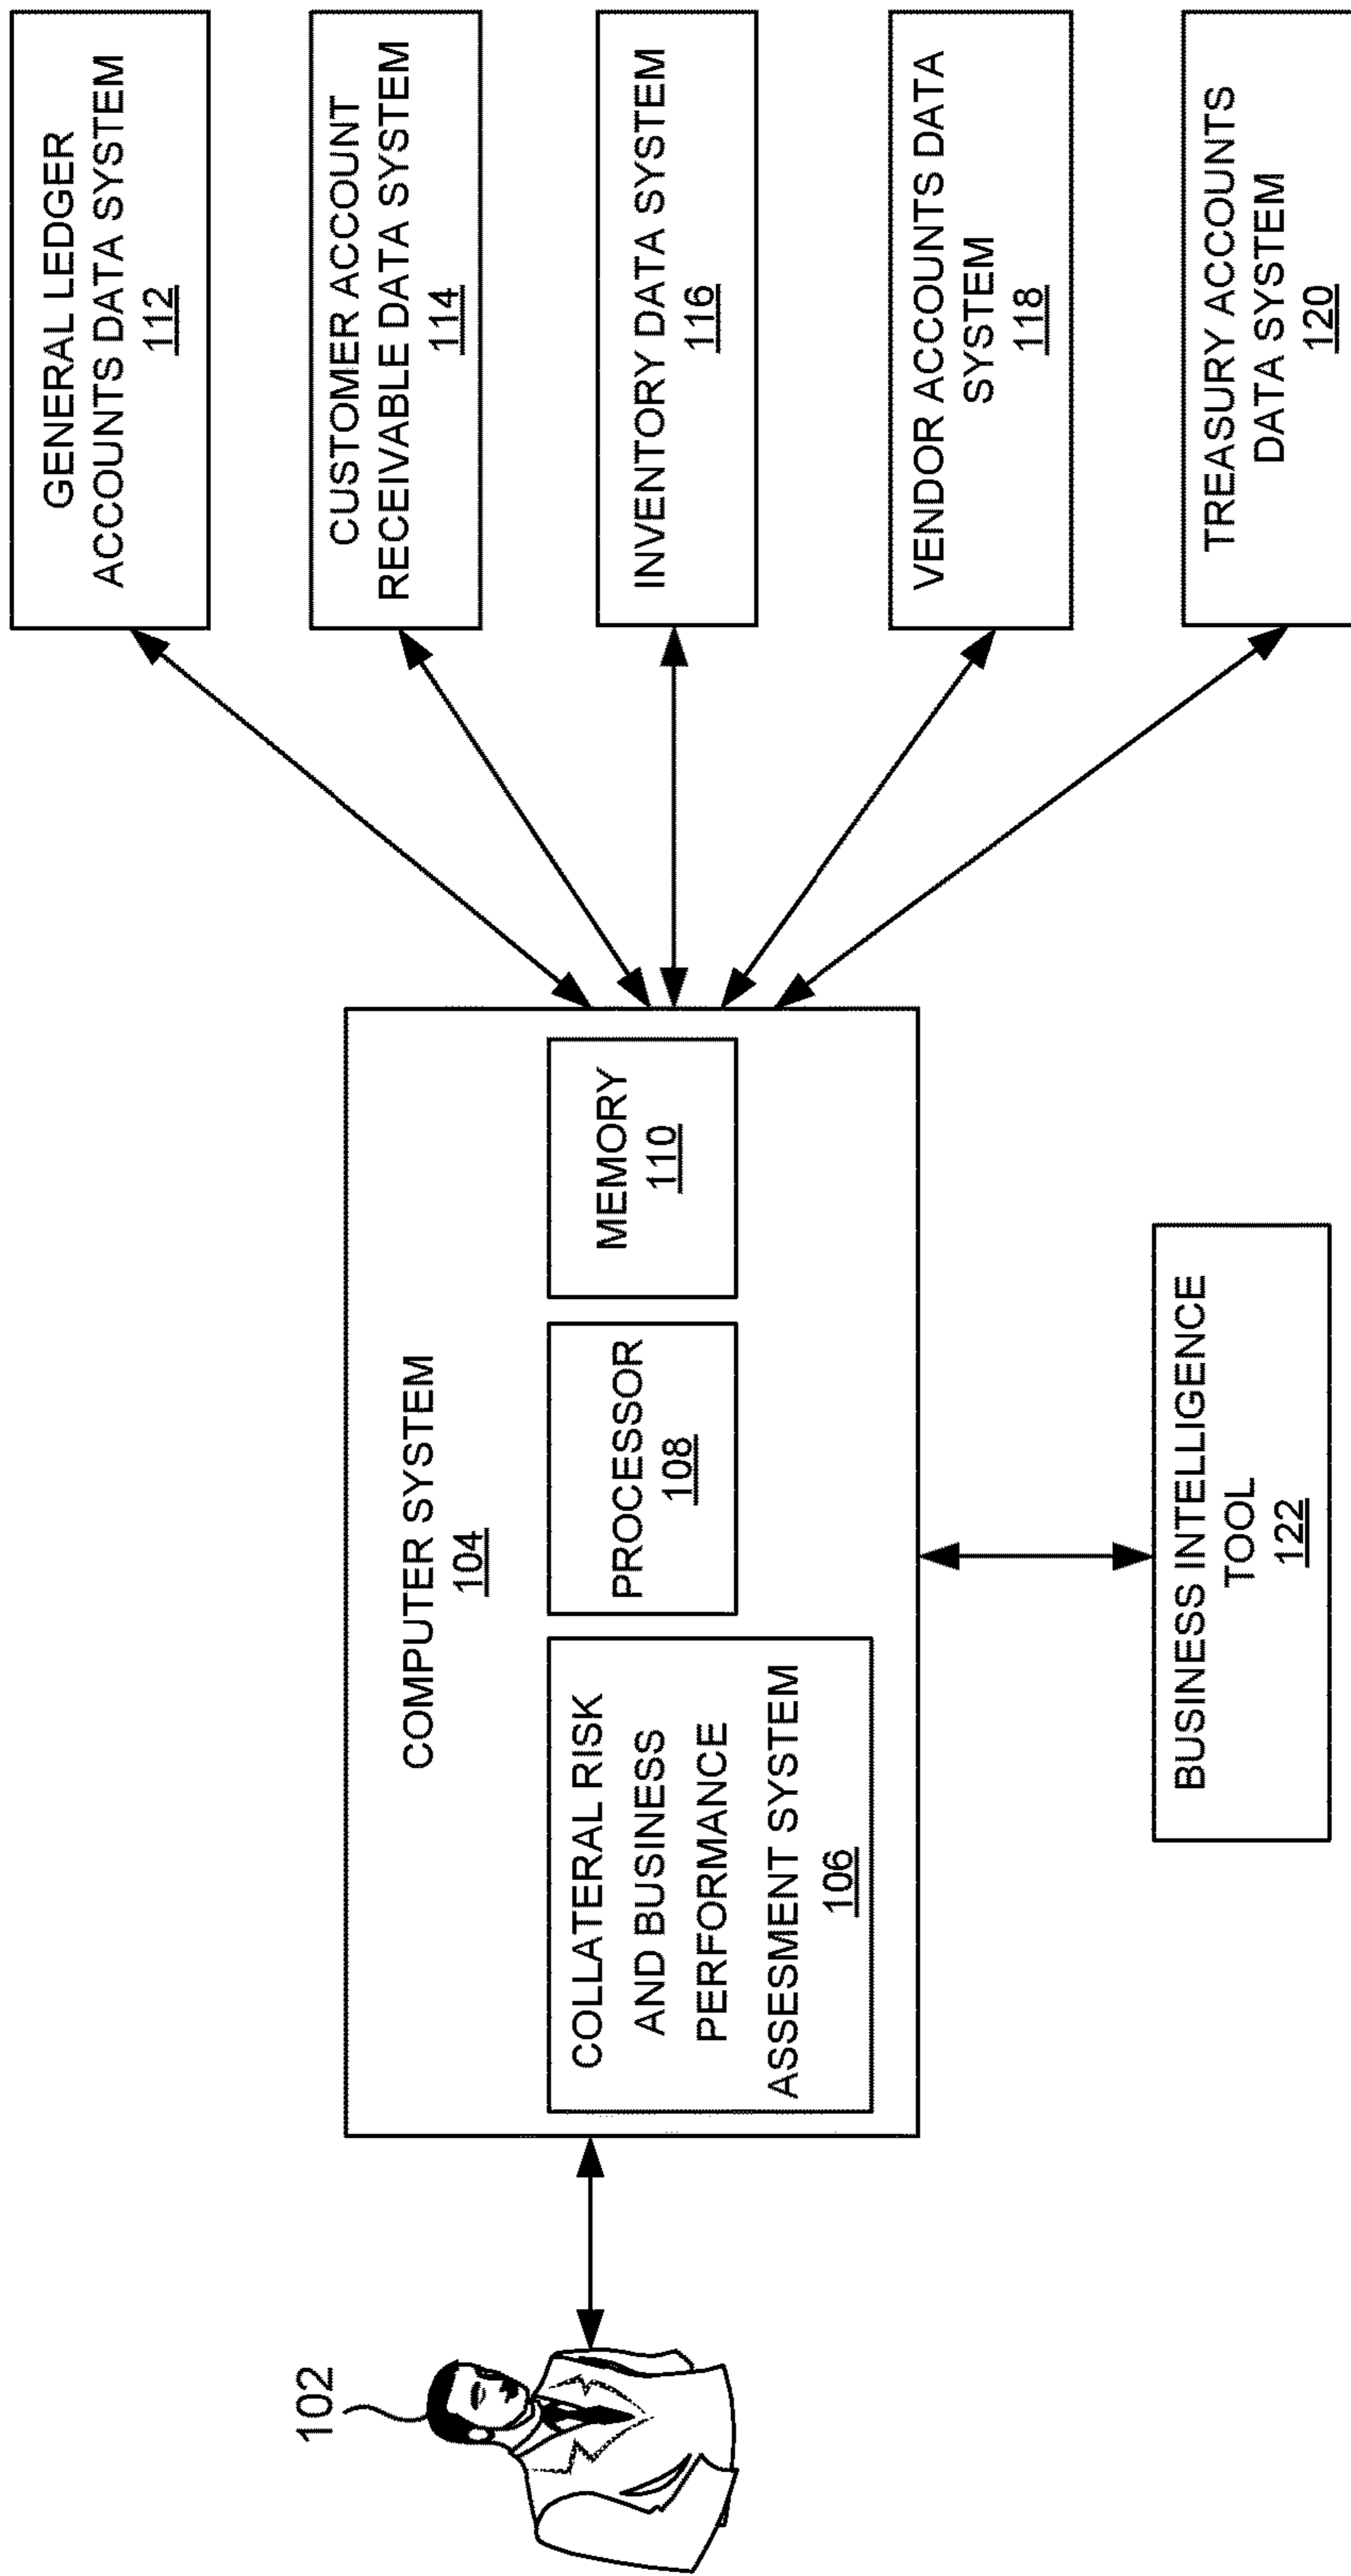 102
COMPUTER SYSTEM
104
COLLATERAL RISK
AND BUSINESS
PERFORMANCE
ASSESSMENT SYSTEM
106
PROCESSOR
108
MEMORY
110
GENERAL LEDGER
ACCOUNTS DATA SYSTEM
112
CUSTOMER ACCOUNT
RECEIVABLE DATA SYSTEM
114
INVENTORY DATA SYSTEM
116
VENDOR ACCOUNTS DATA
SYSTEM
118
TREASURY ACCOUNTS
DATA SYSTEM
120
BUSINESS INTELLIGENCE
TOOL
122